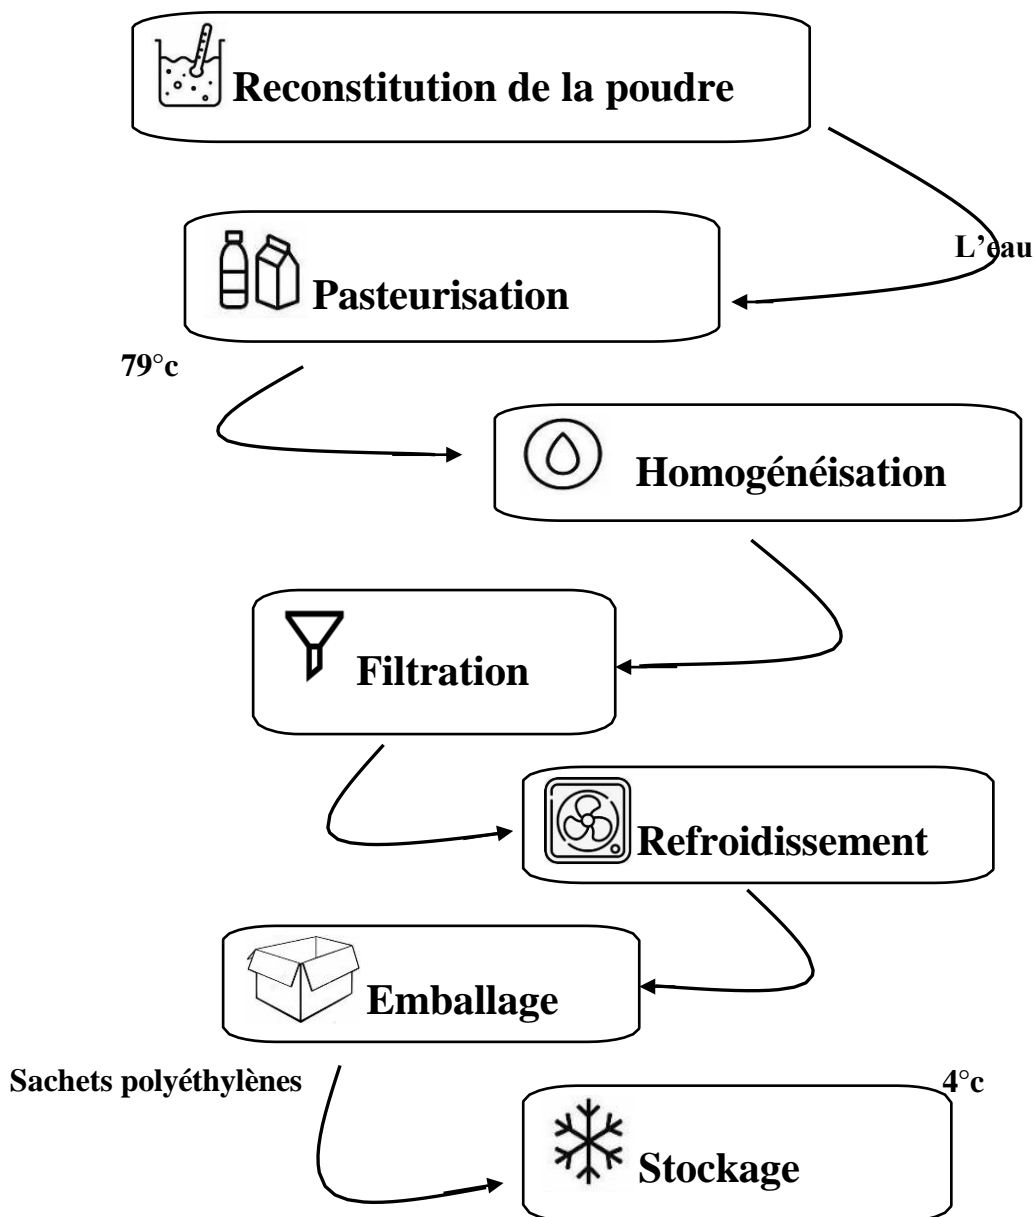 Reconstitution de la poudre
L’eau
Pasteurisation
79°c
Homogénéisation
Filtration
Refroidissement
Emballage
Sachets polyéthylènes
4°c
Stockage